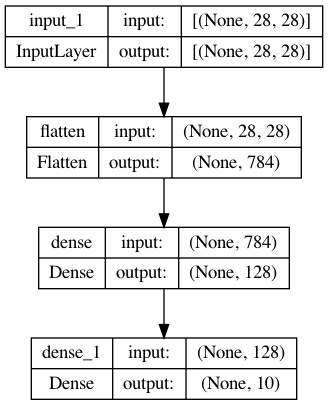 input_1 input: [(None, 28, 28)]
InputLayer output: [(None, 28, 28)]
flatten input: (None, 28, 28)
Flatten output: (None, 784)
dense input: (None, 784)
Dense output: (None, 128)
dense_1 input: (None, 128)
Dense output: (None, 10)